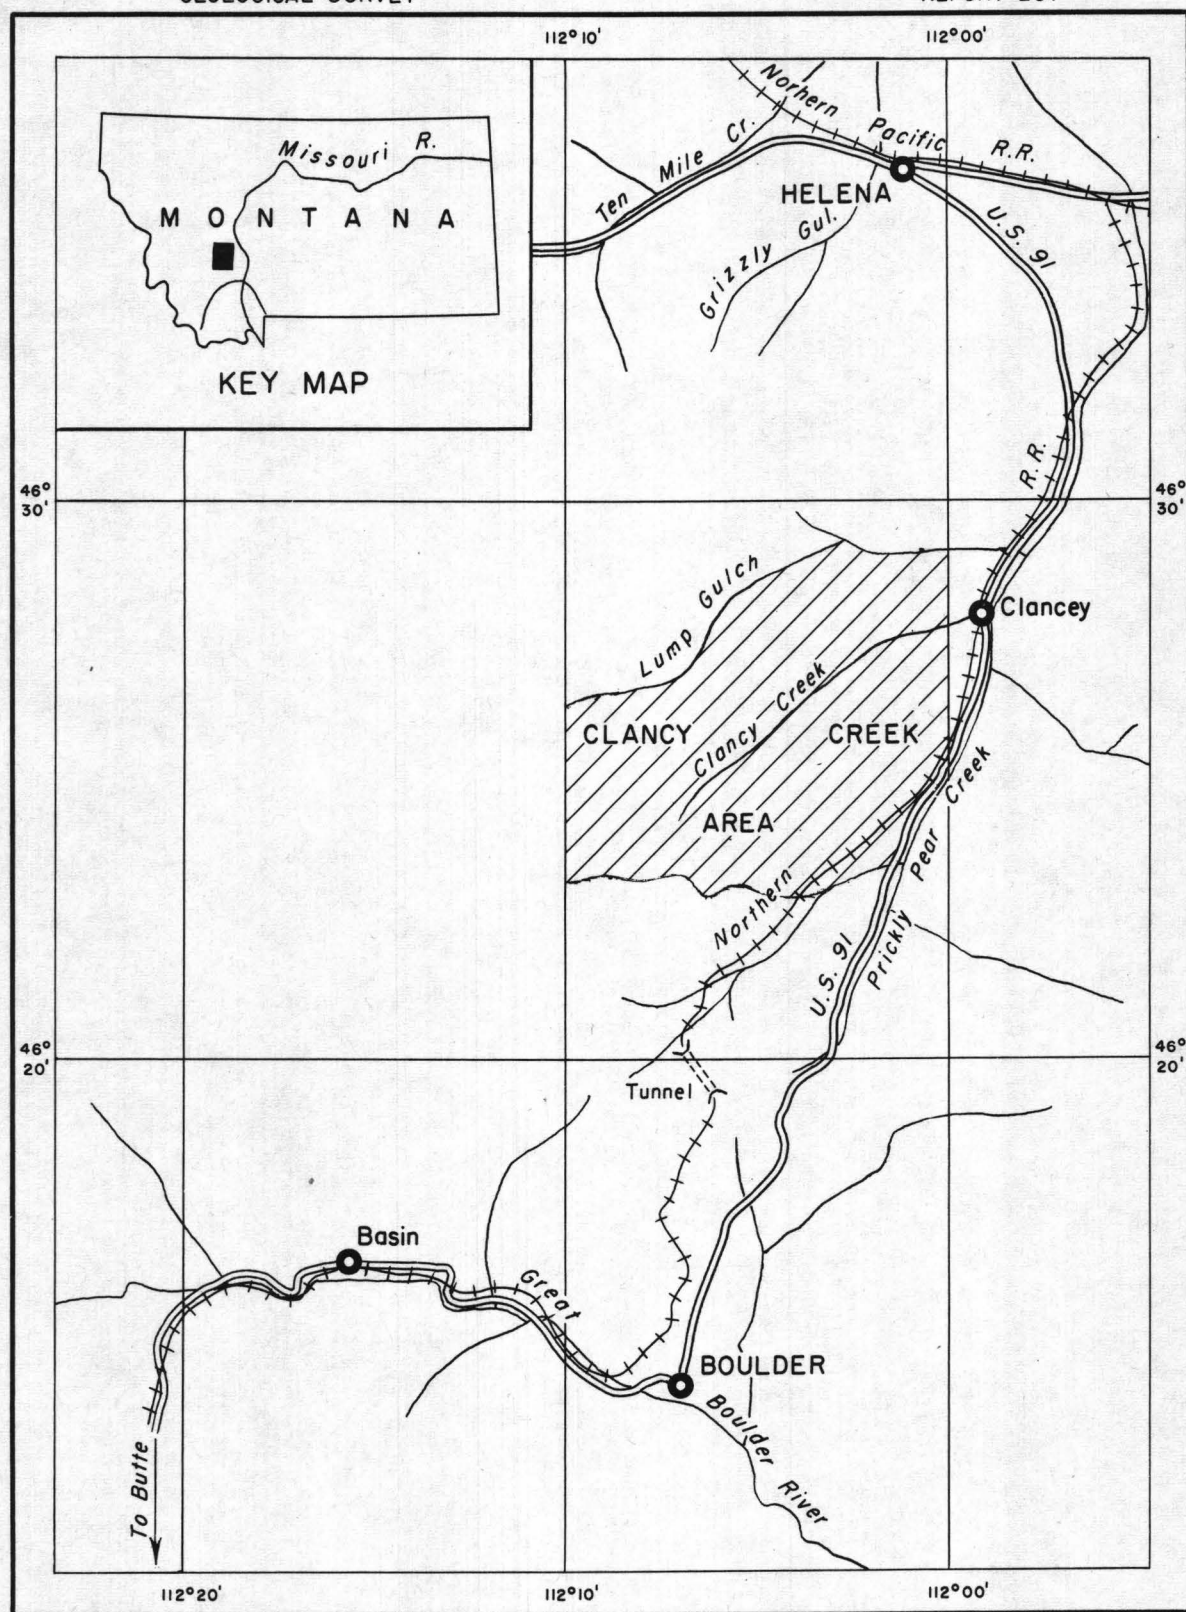 112° 10'
112° 00'
Missouri R.
MONTANA
KEY MAP
Norhern Pacific R.R.
Ten Mile Cr.
HELENA
Grizzly Gul.
U.S. 91
R.R.
46° 30'
46° 30'
Lump Gulch
Clancey
Clancy Creek
CLANCY CREEK
AREA
Prickly Pear Creek
Northern
U.S. 91
46° 20'
46° 20'
Tunnel
Basin
Great
BOULDER
Boulder River
To Butte
112° 20'
112° 10'
112° 00'